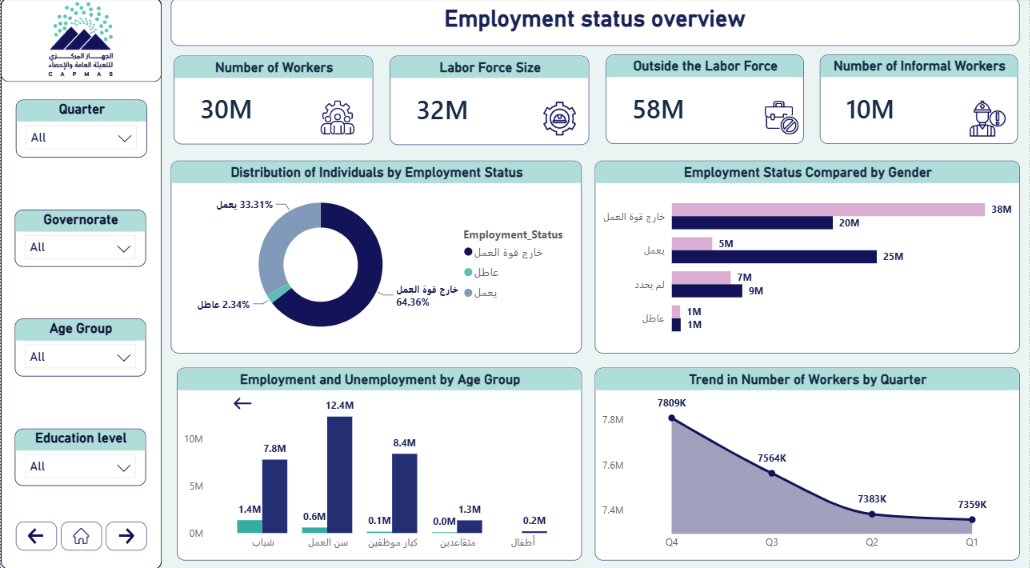 الجهــاز المركــزي
للتعبئة العامة والإحصاء
C A P M A S
Employment status overview
Number of Workers
30M
Labor Force Size
32M
Outside the Labor Force
58M
Number of Informal Workers
10M
Quarter
All
Governorate
All
Age Group
All
Education level
All
Distribution of Individuals by Employment Status
يعمل 33.31%
عاطل 2.34%
خارج قوة العمل
64.36%
Employment_Status
خارج قوة العمل
عاطل
يعمل
Employment Status Compared by Gender
خارج قوة العمل
38M
20M
يعمل
5M
25M
لم يحدد
7M
9M
عاطل
1M
1M
Employment and Unemployment by Age Group
10M
5M
0M
1.4M
7.8M
0.6M
12.4M
0.1M
8.4M
0.0M
1.3M
0.2M
شباب
سن العمل
كبار موظفين
متقاعدين
أطفال
Trend in Number of Workers by Quarter
7.8M
7.6M
7.4M
7809K
7564K
7383K
7359K
Q4
Q3
Q2
Q1